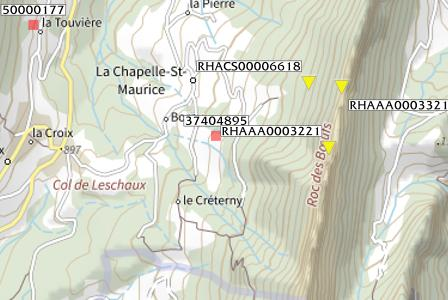 la Pierre
50000177
la Touvière
RHACS00006618
La Chapelle-St-
Maurice
RHAAA0003321
37404895
RHAAA0003221
la Croix
897
Roc des Bœufs
Col de Leschaux
le Créterny